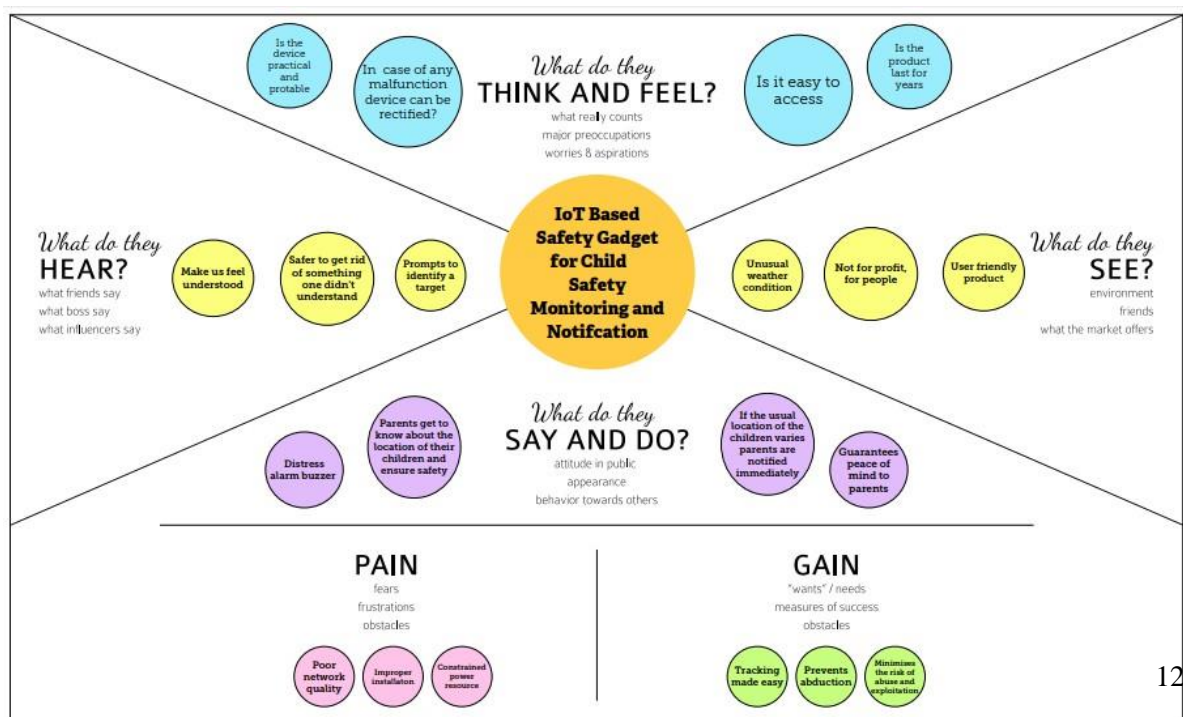 Is the
device
practical
and
protable
In case of any
malfunction
device can be
rectified?
What do they
THINK AND FEEL?
what really counts
major preoccupations
worries & aspirations
Is it easy to
access
Is the
product
last for
years
What do they
HEAR?
what friends say
what boss say
what influencers say
Make us feel
understood
Safer to get rid
of something
one didn't
understand
Prompts to
identify a
target
IoT Based
Safety Gadget
for Child
Safety
Monitoring and
Notifcation
Unusual
weather
condition
Not for profit,
for people
User friendly
product
What do they
SEE?
environment
friends
what the market offers
Distress
alarm buzzer
Parents get to
know about the
location of their
children and
ensure safety
What do they
SAY AND DO?
attitude in public
appearance
behavior towards others
If the usual
location of the
children varies
parents are
notified
immediately
Guarantees
peace of
mind to
parents
PAIN
fears
frustrations
obstacles
Poor
network
quality
Improper
installaton
Constrained
power
resource
GAIN
"wants" / needs
measures of success
obstacles
Tracking
made easy
Prevents
abduction
Minimises
the risk of
abuse and
exploitation
12